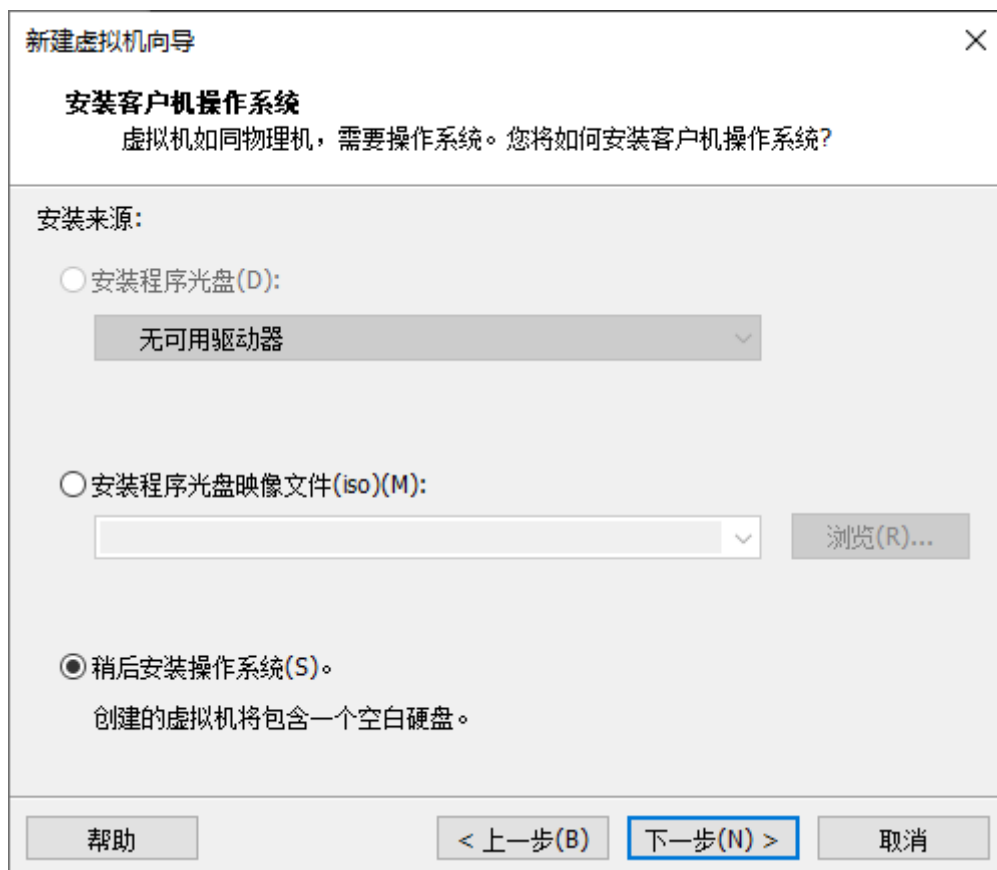 新建虚拟机向导
安装客户机操作系统
虚拟机如同物理机，需要操作系统。您将如何安装客户机操作系统?
安装来源:
安装程序光盘(D):
无可用驱动器
安装程序光盘映像文件(iso)(M):
浏览(R)...
稍后安装操作系统(S)。
创建的虚拟机将包含一个空白硬盘。
帮助
< 上一步(B)
下一步(N) >
取消